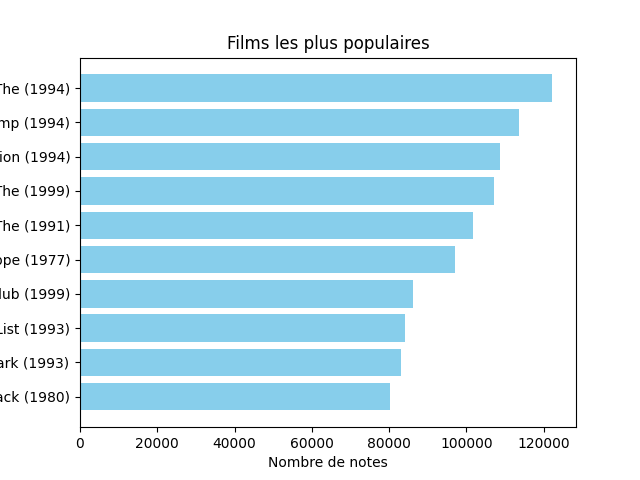 Films les plus populaires
The (1994)
mp (1994)
ion (1994)
The (1999)
The (1991)
ope (1977)
lub (1999)
List (1993)
ark (1993)
ack (1980)
0 20000 40000 60000 80000 100000 120000
Nombre de notes